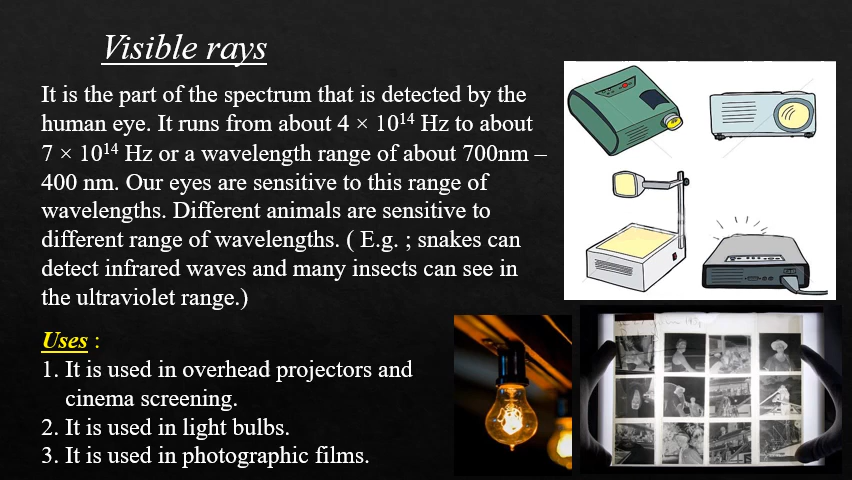 Visible rays
It is the part of the spectrum that is detected by the
human eye. It runs from about 4 × 10¹⁴ Hz to about
7 × 10¹⁴ Hz or a wavelength range of about 700nm –
400 nm. Our eyes are sensitive to this range of
wavelengths. Different animals are sensitive to
different range of wavelengths. ( E.g. ; snakes can
detect infrared waves and many insects can see in
the ultraviolet range.)
Uses :
1. It is used in overhead projectors and
cinema screening.
2. It is used in light bulbs.
3. It is used in photographic films.